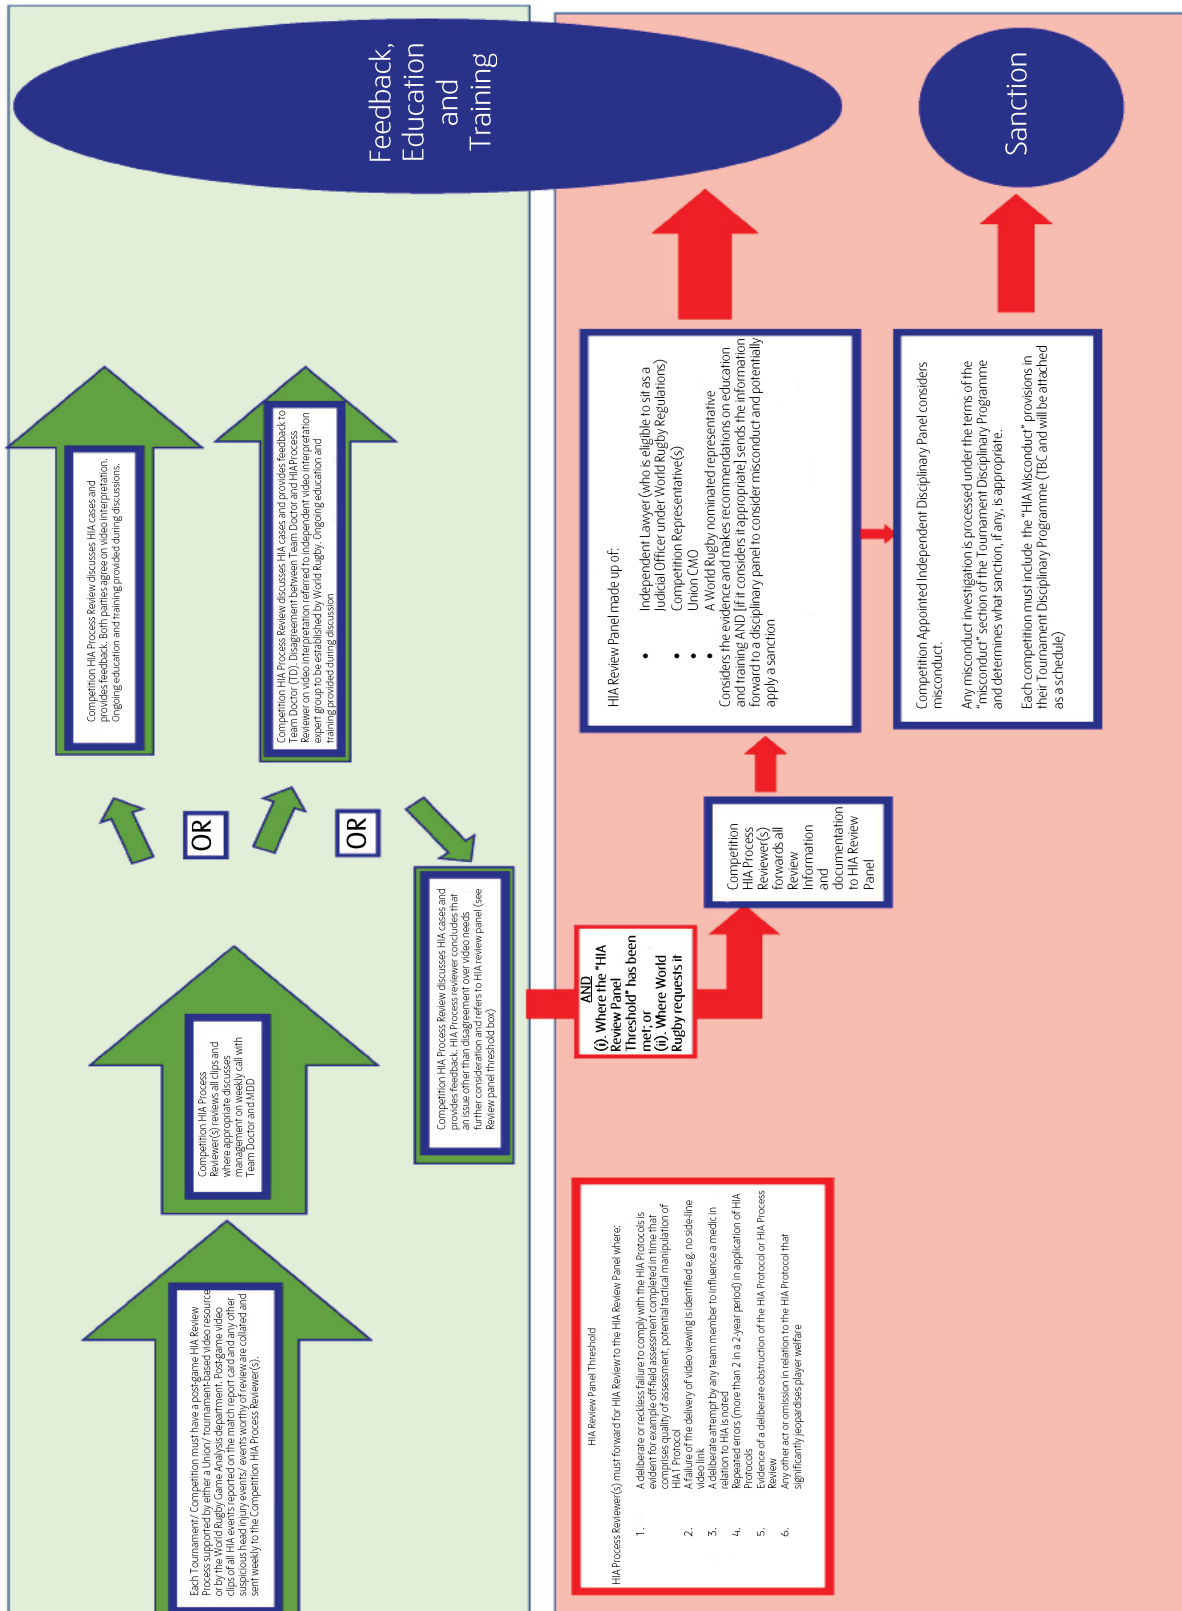 Each Tournament/ Competition must have a post-game HIA Review
Process supported by either a Union/ tournament-based video resource
or by the World Rugby Game Analysis department. Post-game video
clips of all HIA events reported on the match report card and any other
suspicious head injury events/ events worthy of review are collated and
sent weekly to the Competition HIA Process Reviewer(s).
Competition HIA Process
Reviewer(s) reviews all clips and
where appropriate discusses
management on weekly call with
Team Doctor and MDD
OR
OR
Competition HIA Process Review discusses HIA cases and
provides feedback. Both parties agree on video interpretation.
Ongoing education and training provided during discussions.
Competition HIA Process Review discusses HIA cases and provides feedback to
Team Doctor (TD). Disagreement between Team Doctor and HIAProcess
Reviewer on video interpretation referred to independent video interpretation
expert group to be established by World Rugby. Ongoing education and
training provided during discussion
Competition HIA Process Review discusses HIA cases and
provides feedback. HIA Process reviewer concludes that
an issue other than disagreement over video needs
further consideration and refers to HIA review panel (see
Review panel threshold box)
Feedback,
Education
and
Training
HIA Review Panel Threshold
HIA Process Reviewer(s) must forward for HIA Review to the HIA Review Panel where:
1. A deliberate or reckless failure to comply with the HIA Protocols is
evident for example off-field assessment completed in time that
comprises quality of assessment, potential tactical manipulation of
HIA1 Protocol
2. A failure of the delivery of video viewing is identified e.g. no side-line
video link
3. A deliberate attempt by any team member to influence a medic in
relation to HIA is noted
4. Repeated errors (more than 2 in a 2-year period) in application of HIA
Protocols
5. Evidence of a deliberate obstruction of the HIA Protocol or HIA Process
Review
6. Any other act or omission in relation to the HIA Protocol that
significantly jeopardises player welfare
AND
(i). Where the “HIA
Review Panel
Threshold” has been
met; or
(ii). Where World
Rugby requests it
Competition
HIA Process
Reviewer(s)
forwards all
Review
Information
and
documentation
to HIA Review
Panel
HIA Review Panel made up of:
• Independent Lawyer (who is eligible to sit as a
Judicial Officer under World Rugby Regulations)
• Competition Representative(s)
• Union CMO
• A World Rugby nominated representative
Considers the evidence and makes recommendations on education
and training AND [if it considers it appropriate] sends the information
forward to a disciplinary panel to consider misconduct and potentially
apply a sanction
Competition Appointed Independent Disciplinary Panel considers
misconduct.
Any misconduct investigation is processed under the terms of the
“misconduct” section of the Tournament Disciplinary Programme
and determines what sanction, if any, is appropriate.
Each competition must include the “HIA Misconduct” provisions in
their Tournament Disciplinary Programme (TBC and will be attached
as a schedule)
Sanction